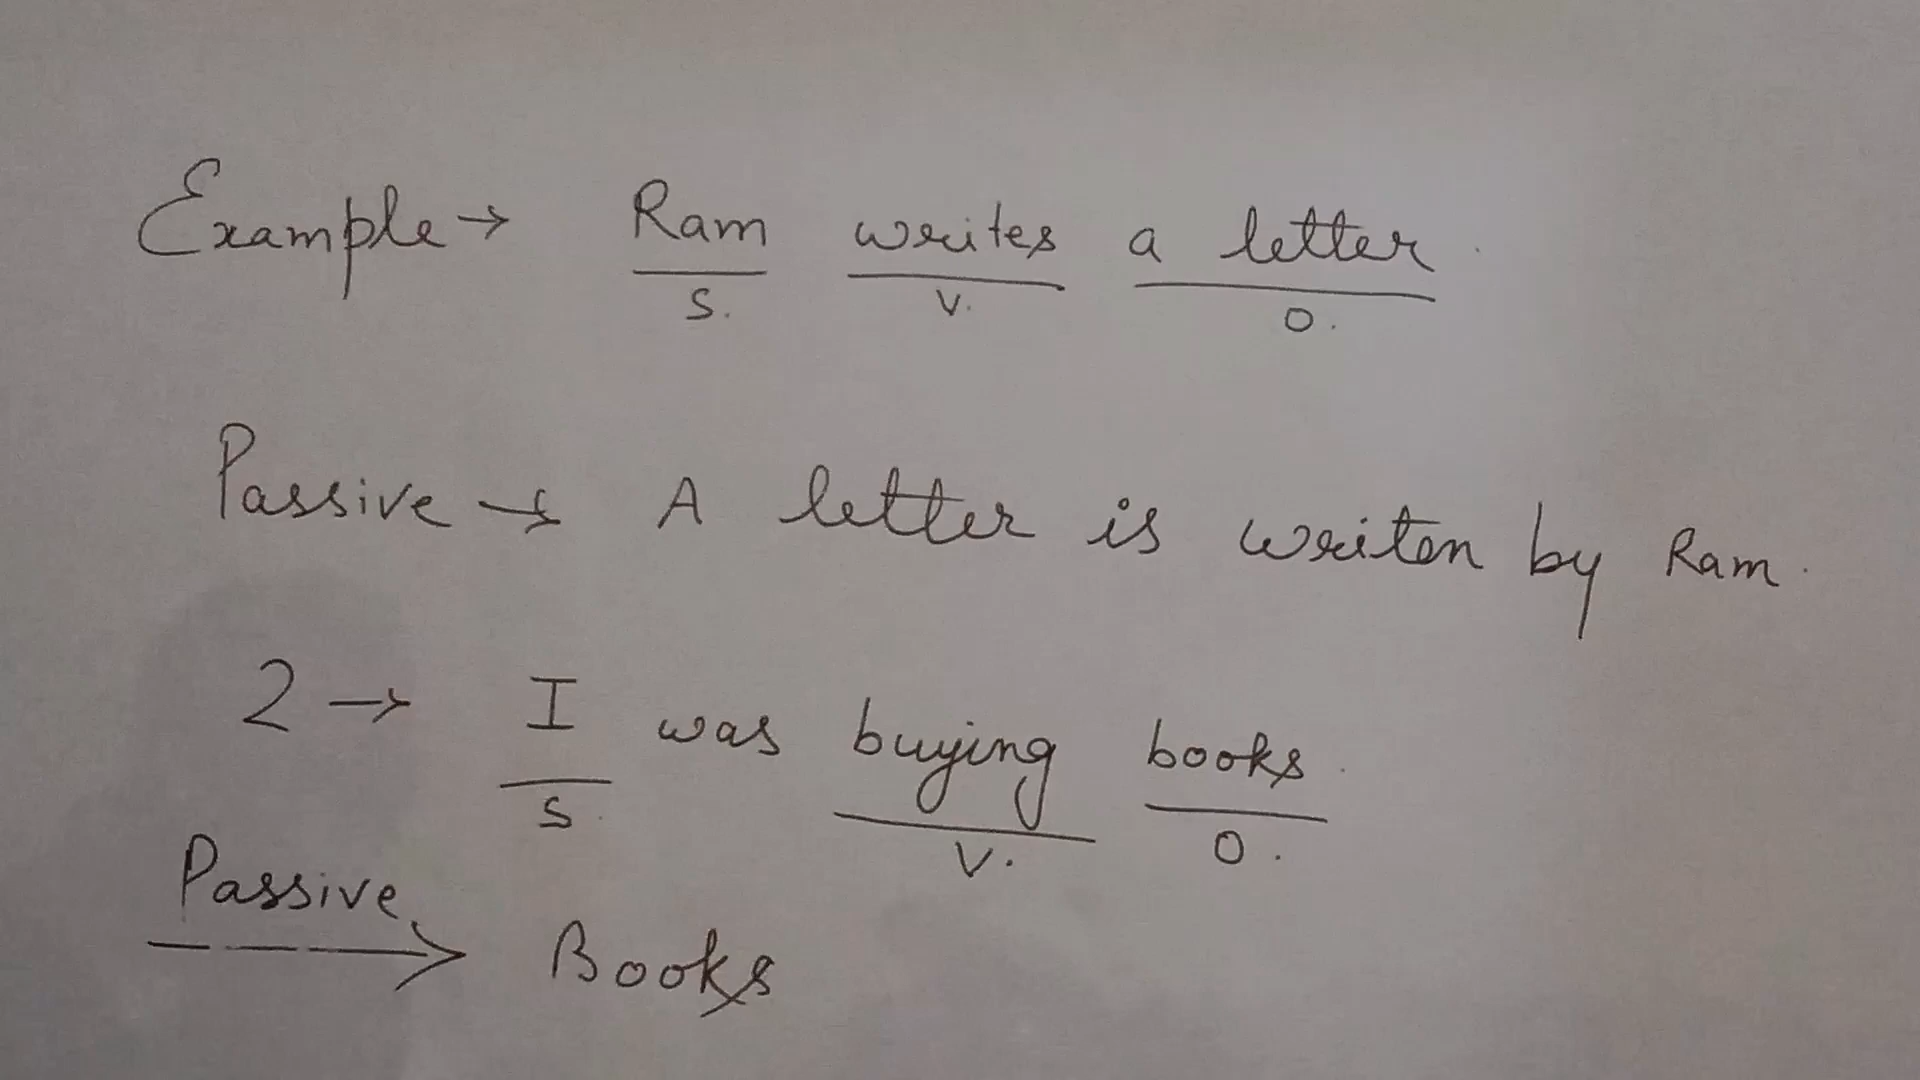 Example → Ram writes a letter.
S. V. O.
Passive → A letter is writen by Ram.
2 → I was buying books.
S. V. O.
Passive
→ Books